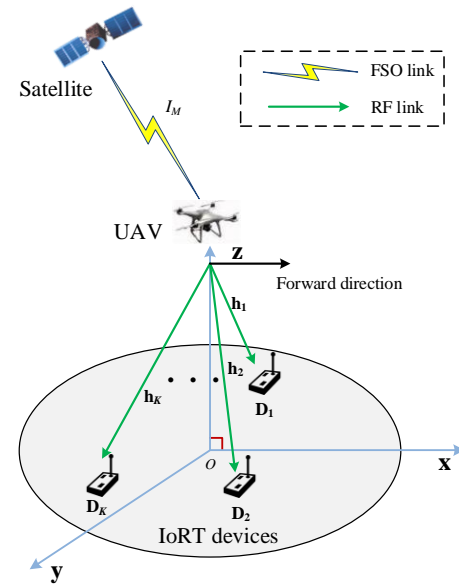 FSO link
RF link
Satellite
I_M
UAV
z
Forward direction
h_1
h_2
h_K
D_1
O
x
D_K
D_2
IoRT devices
y